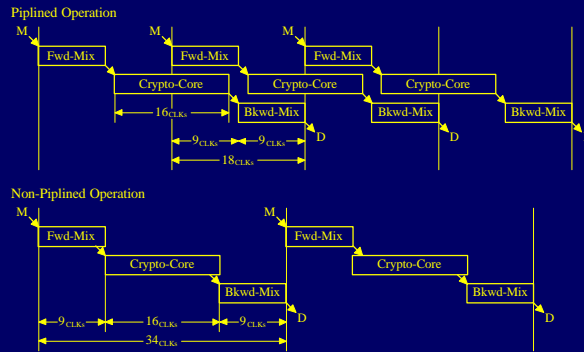 Piplined Operation
M M M
Fwd-Mix Fwd-Mix Fwd-Mix
Crypto-Core Crypto-Core Crypto-Core
16CLKs Bkwd-Mix Bkwd-Mix Bkwd-Mix
9CLKs 9CLKs D D D
18CLKs
Non-Piplined Operation
M M
Fwd-Mix Fwd-Mix
Crypto-Core Crypto-Core
Bkwd-Mix Bkwd-Mix
9CLKs 16CLKs 9CLKs D D
34CLKs